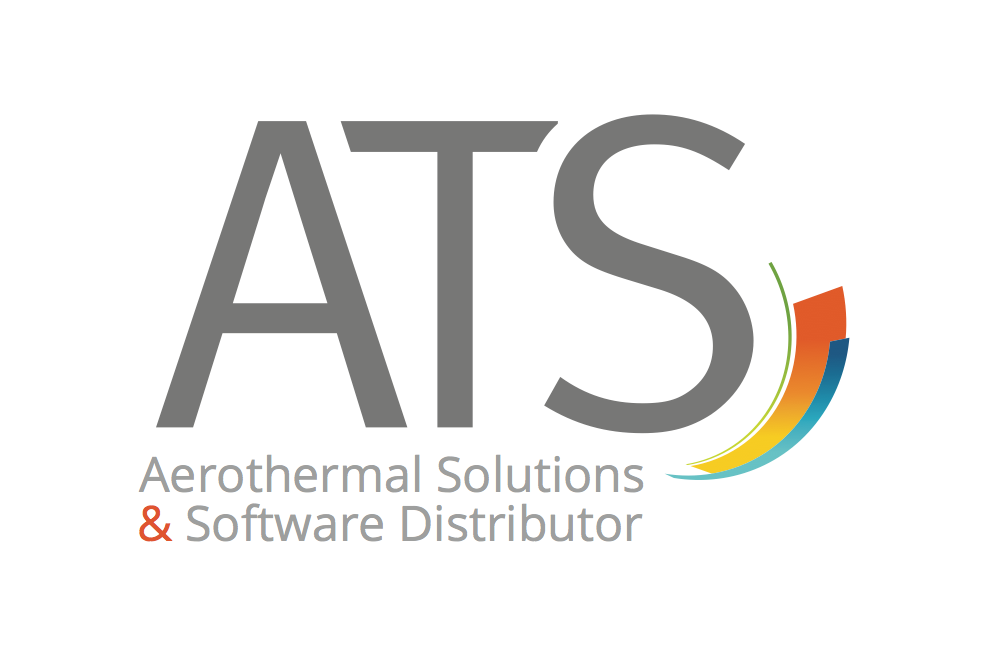 ATS
Aerothermal Solutions
& Software Distributor